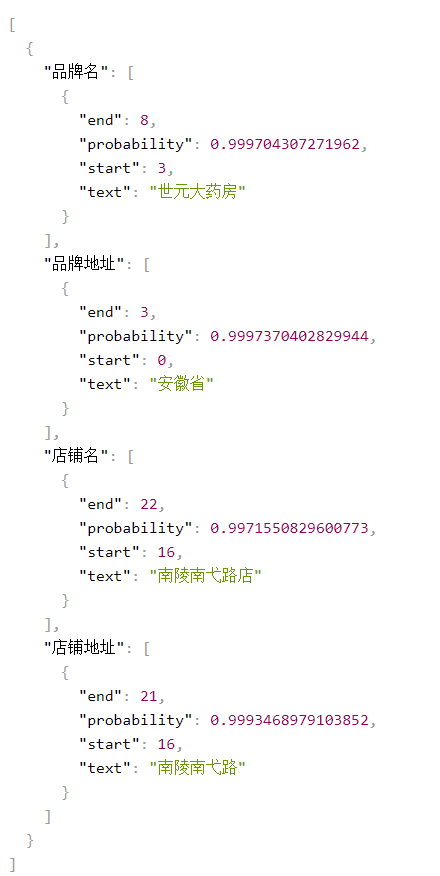 [
  {
    "品牌名": [
      {
        "end": 8,
        "probability": 0.999704307271962,
        "start": 3,
        "text": "世元大药房"
      }
    ],
    "品牌地址": [
      {
        "end": 3,
        "probability": 0.9997370402829944,
        "start": 0,
        "text": "安徽省"
      }
    ],
    "店铺名": [
      {
        "end": 22,
        "probability": 0.9971550829600773,
        "start": 16,
        "text": "南陵南弋路店"
      }
    ],
    "店铺地址": [
      {
        "end": 21,
        "probability": 0.9993468979103852,
        "start": 16,
        "text": "南陵南弋路"
      }
    ]
  }
]